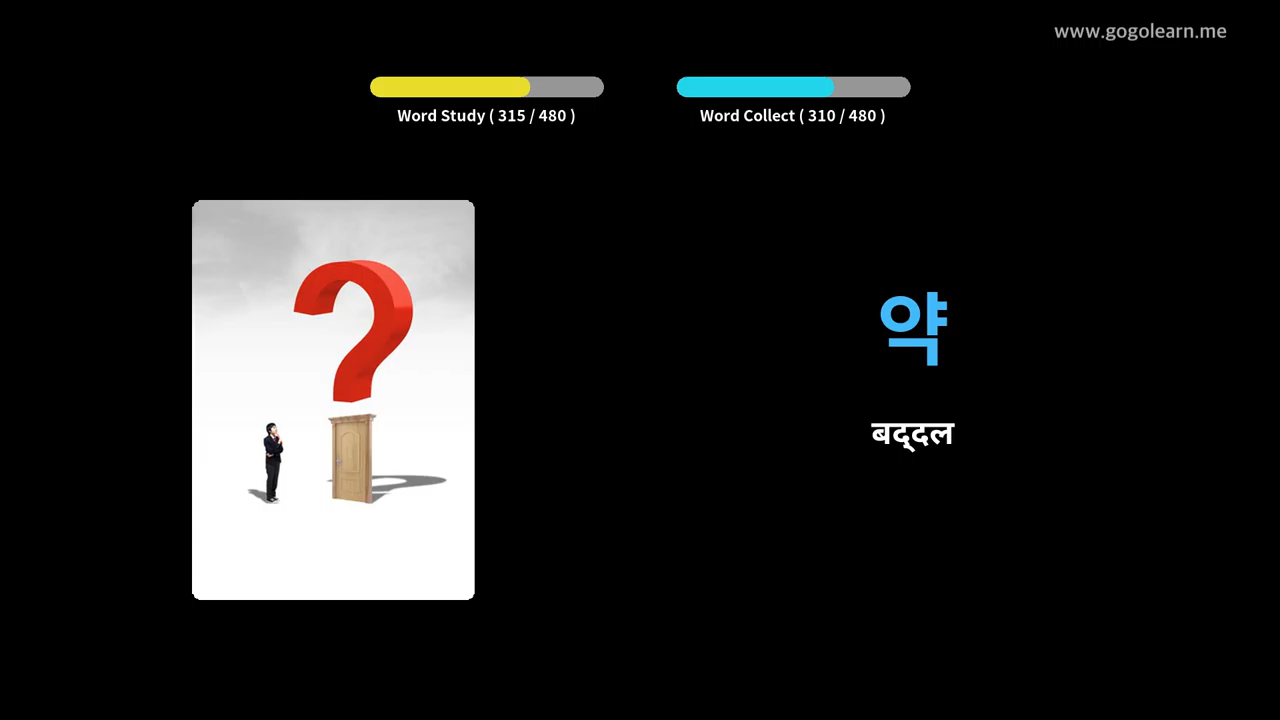 www.gogolearn.me
Word Study ( 315 / 480 )
Word Collect ( 310 / 480 )
?
약
बद्दल